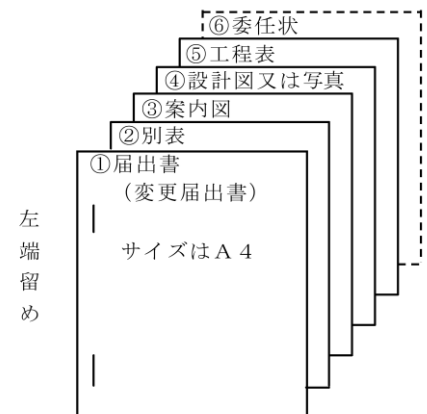 ⑥委任状
⑤工程表
④設計図又は写真
③案内図
②別表
①届出書
（変更届出書）
サイズはA4
左端留め